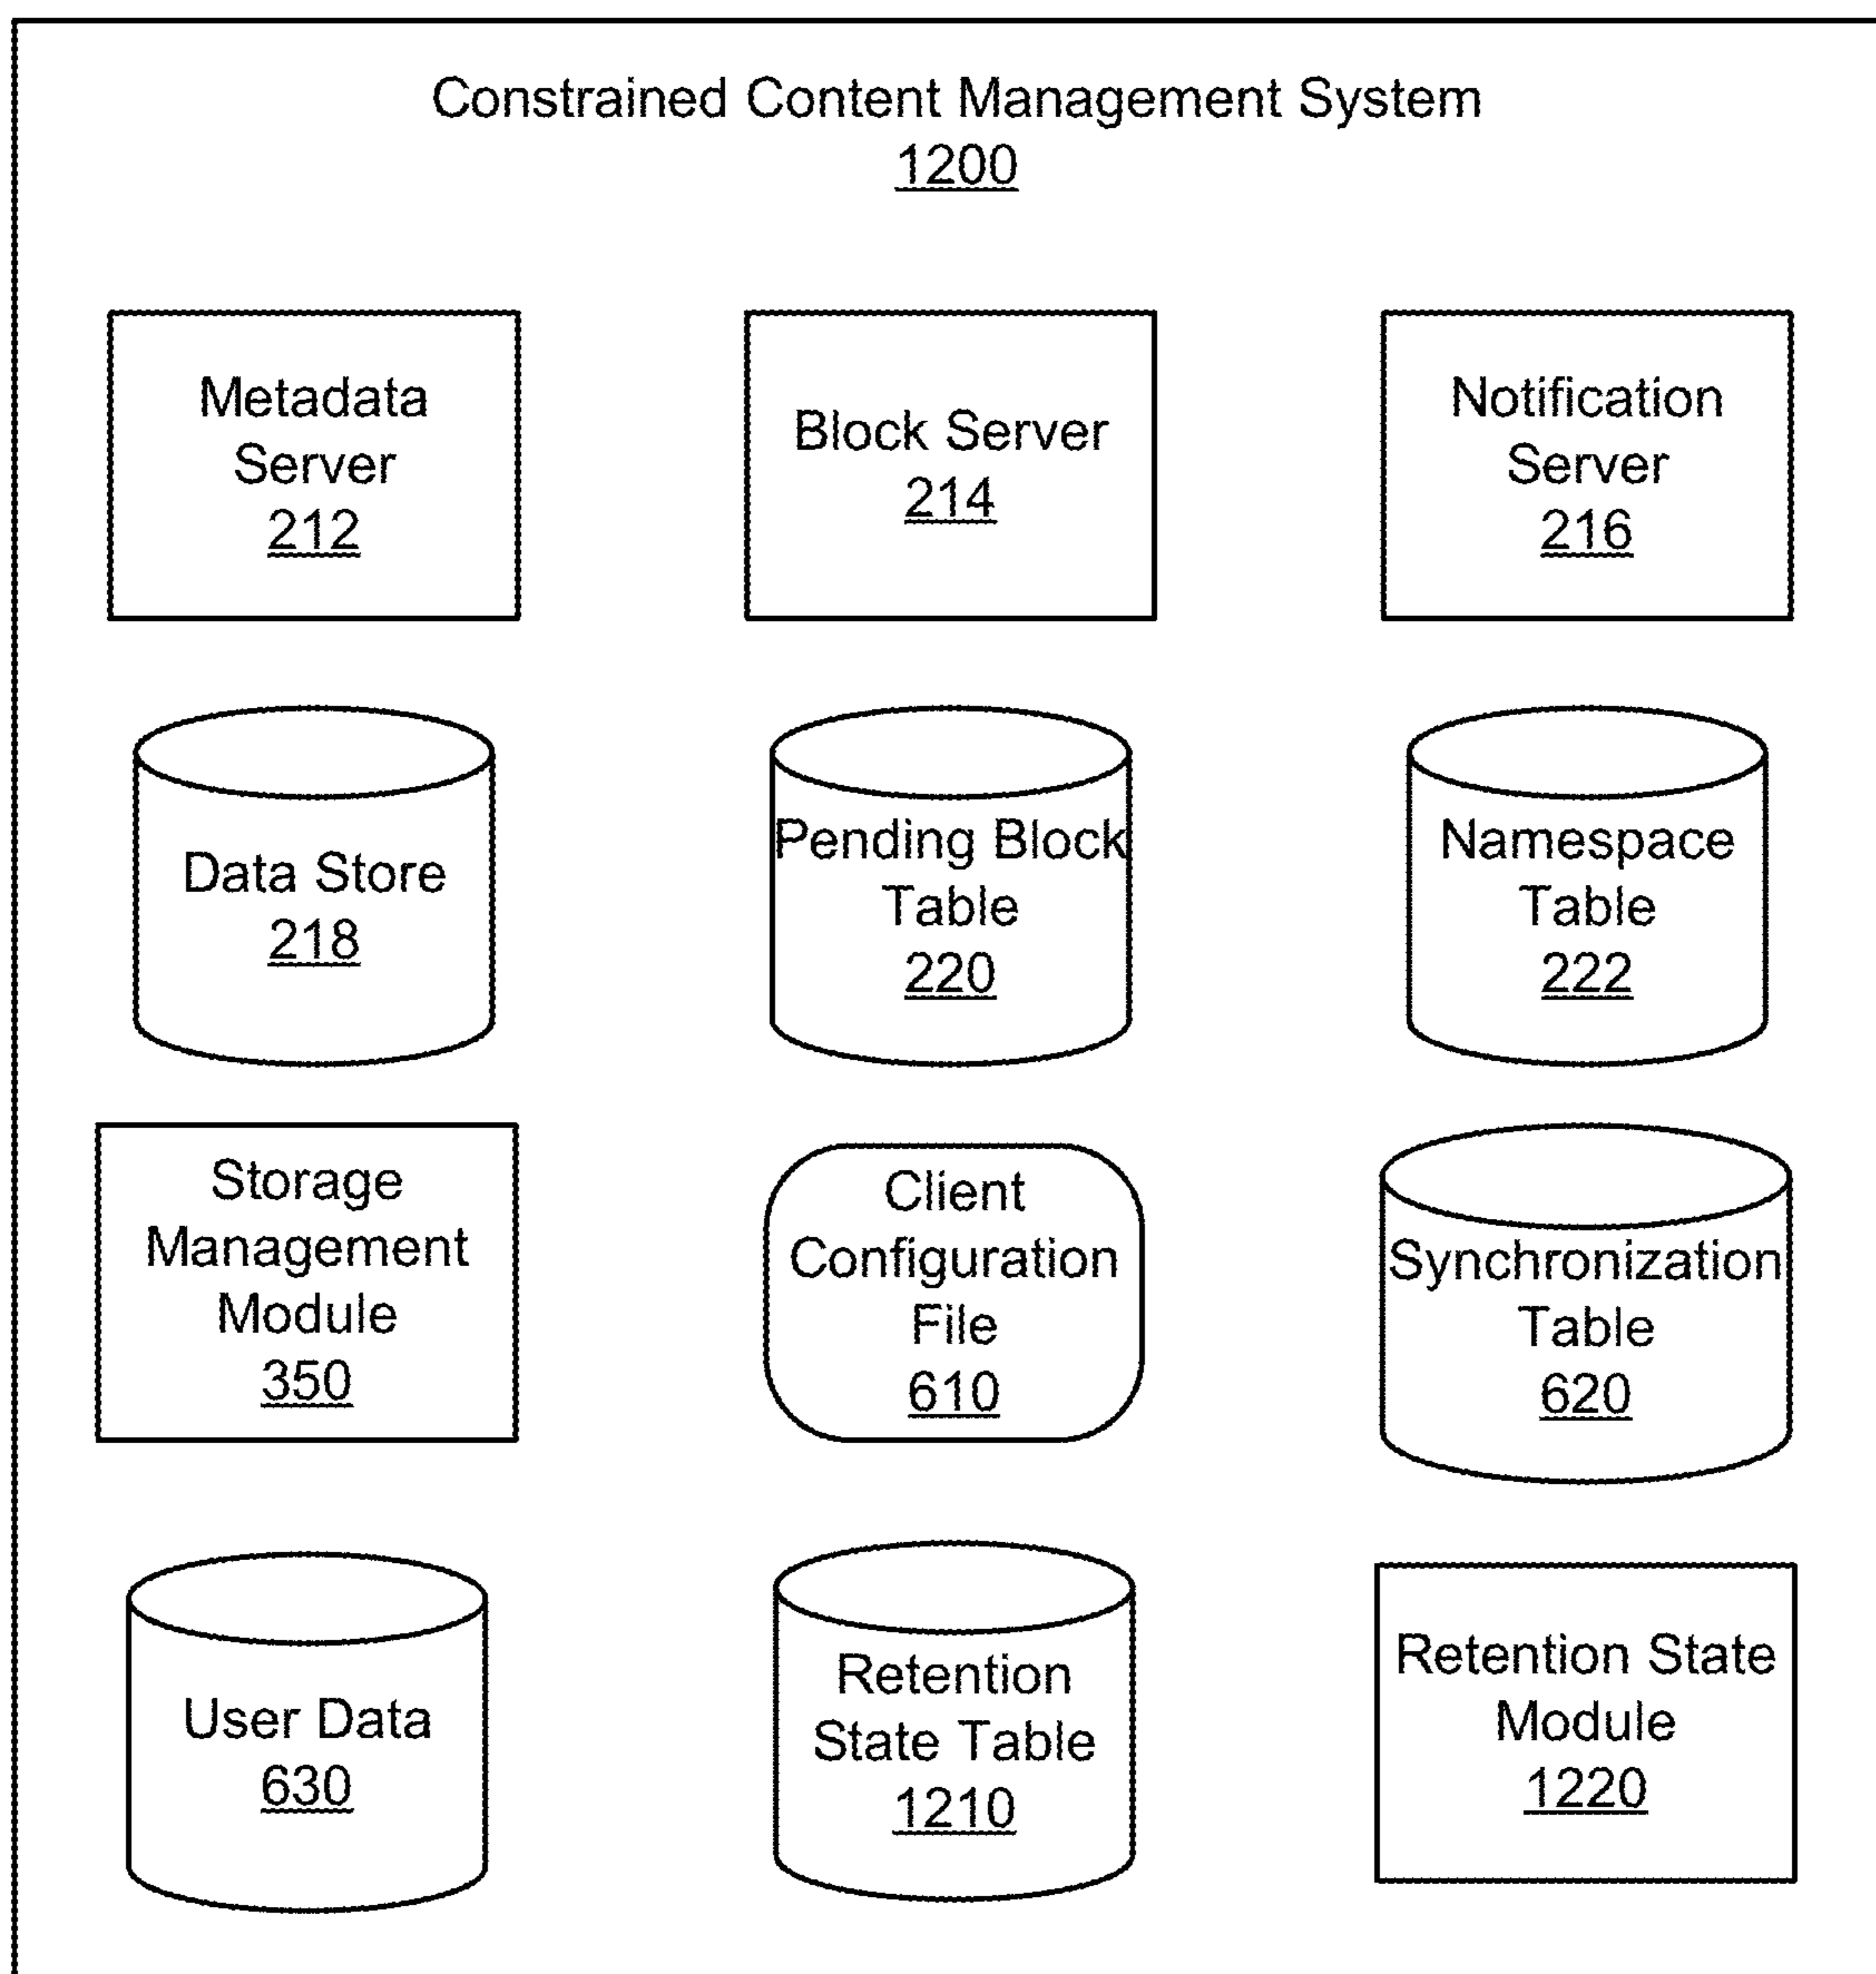 Constrained Content Management System
1200
Metadata
Server
212
Block Server
214
Notification
Server
216
Data Store
218
Pending Block
Table
220
Namespace
Table
222
Storage
Management
Module
350
Client
Configuration
File
610
Synchronization
Table
620
User Data
630
Retention
State Table
1210
Retention State
Module
1220